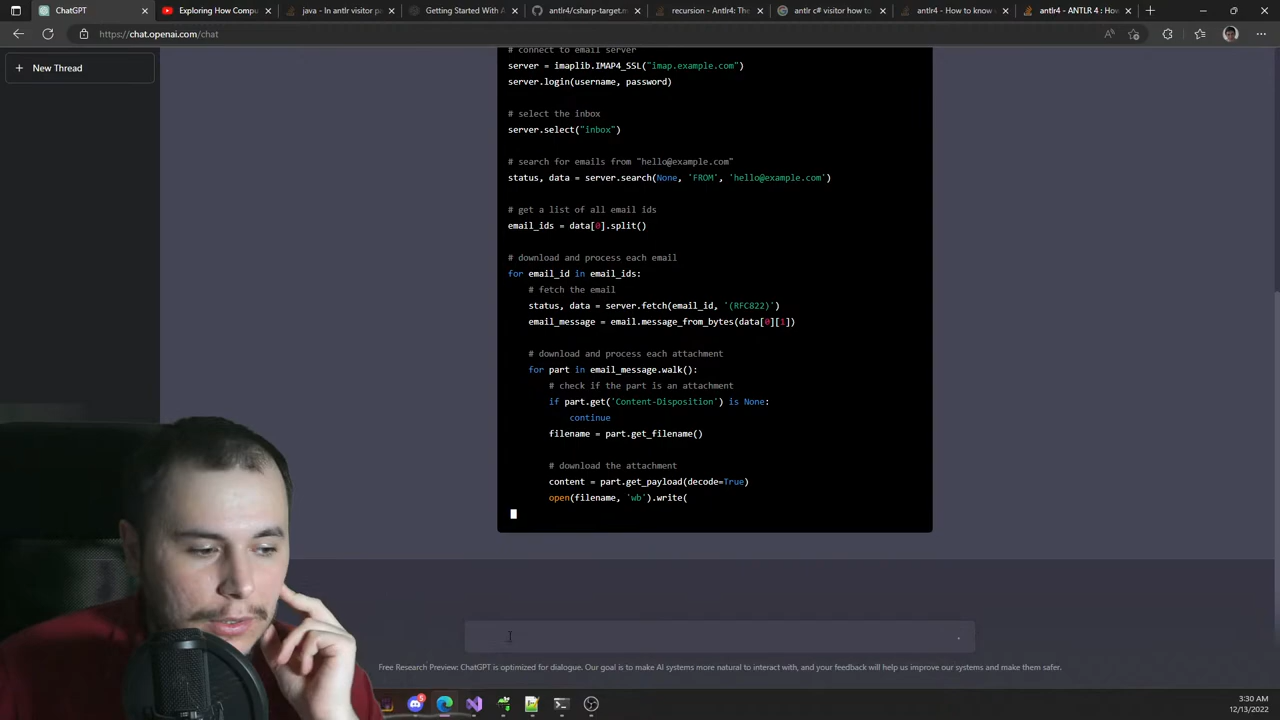 ChatGPT
Exploring How Compu
java - In antlr visitor pa
Getting Started With A
antlr4/csharp-target.m
recursion - Antlr4: The
antlr c# visitor how to
antlr4 - How to know
antlr4 - ANTLR 4 : How
https://chat.openai.com/chat
+ New Thread
# connect to email server
server = imaplib.IMAP4_SSL("imap.example.com")
server.login(username, password)
# select the inbox
server.select("inbox")
# search for emails from "hello@example.com"
status, data = server.search(None, 'FROM', 'hello@example.com')
# get a list of all email ids
email_ids = data[0].split()
# download and process each email
for email_id in email_ids:
# fetch the email
status, data = server.fetch(email_id, '(RFC822)')
email_message = email.message_from_bytes(data[0][1])
# download and process each attachment
for part in email_message.walk():
# check if the part is an attachment
if part.get('Content-Disposition') is None:
continue
filename = part.get_filename()
# download the attachment
content = part.get_payload(decode=True)
open(filename, 'wb').write(
Free Research Preview: ChatGPT is optimized for dialogue. Our goal is to make AI systems more natural to interact with, and your feedback will help us improve our systems and make them safer.
5
3:30 AM
12/13/2022